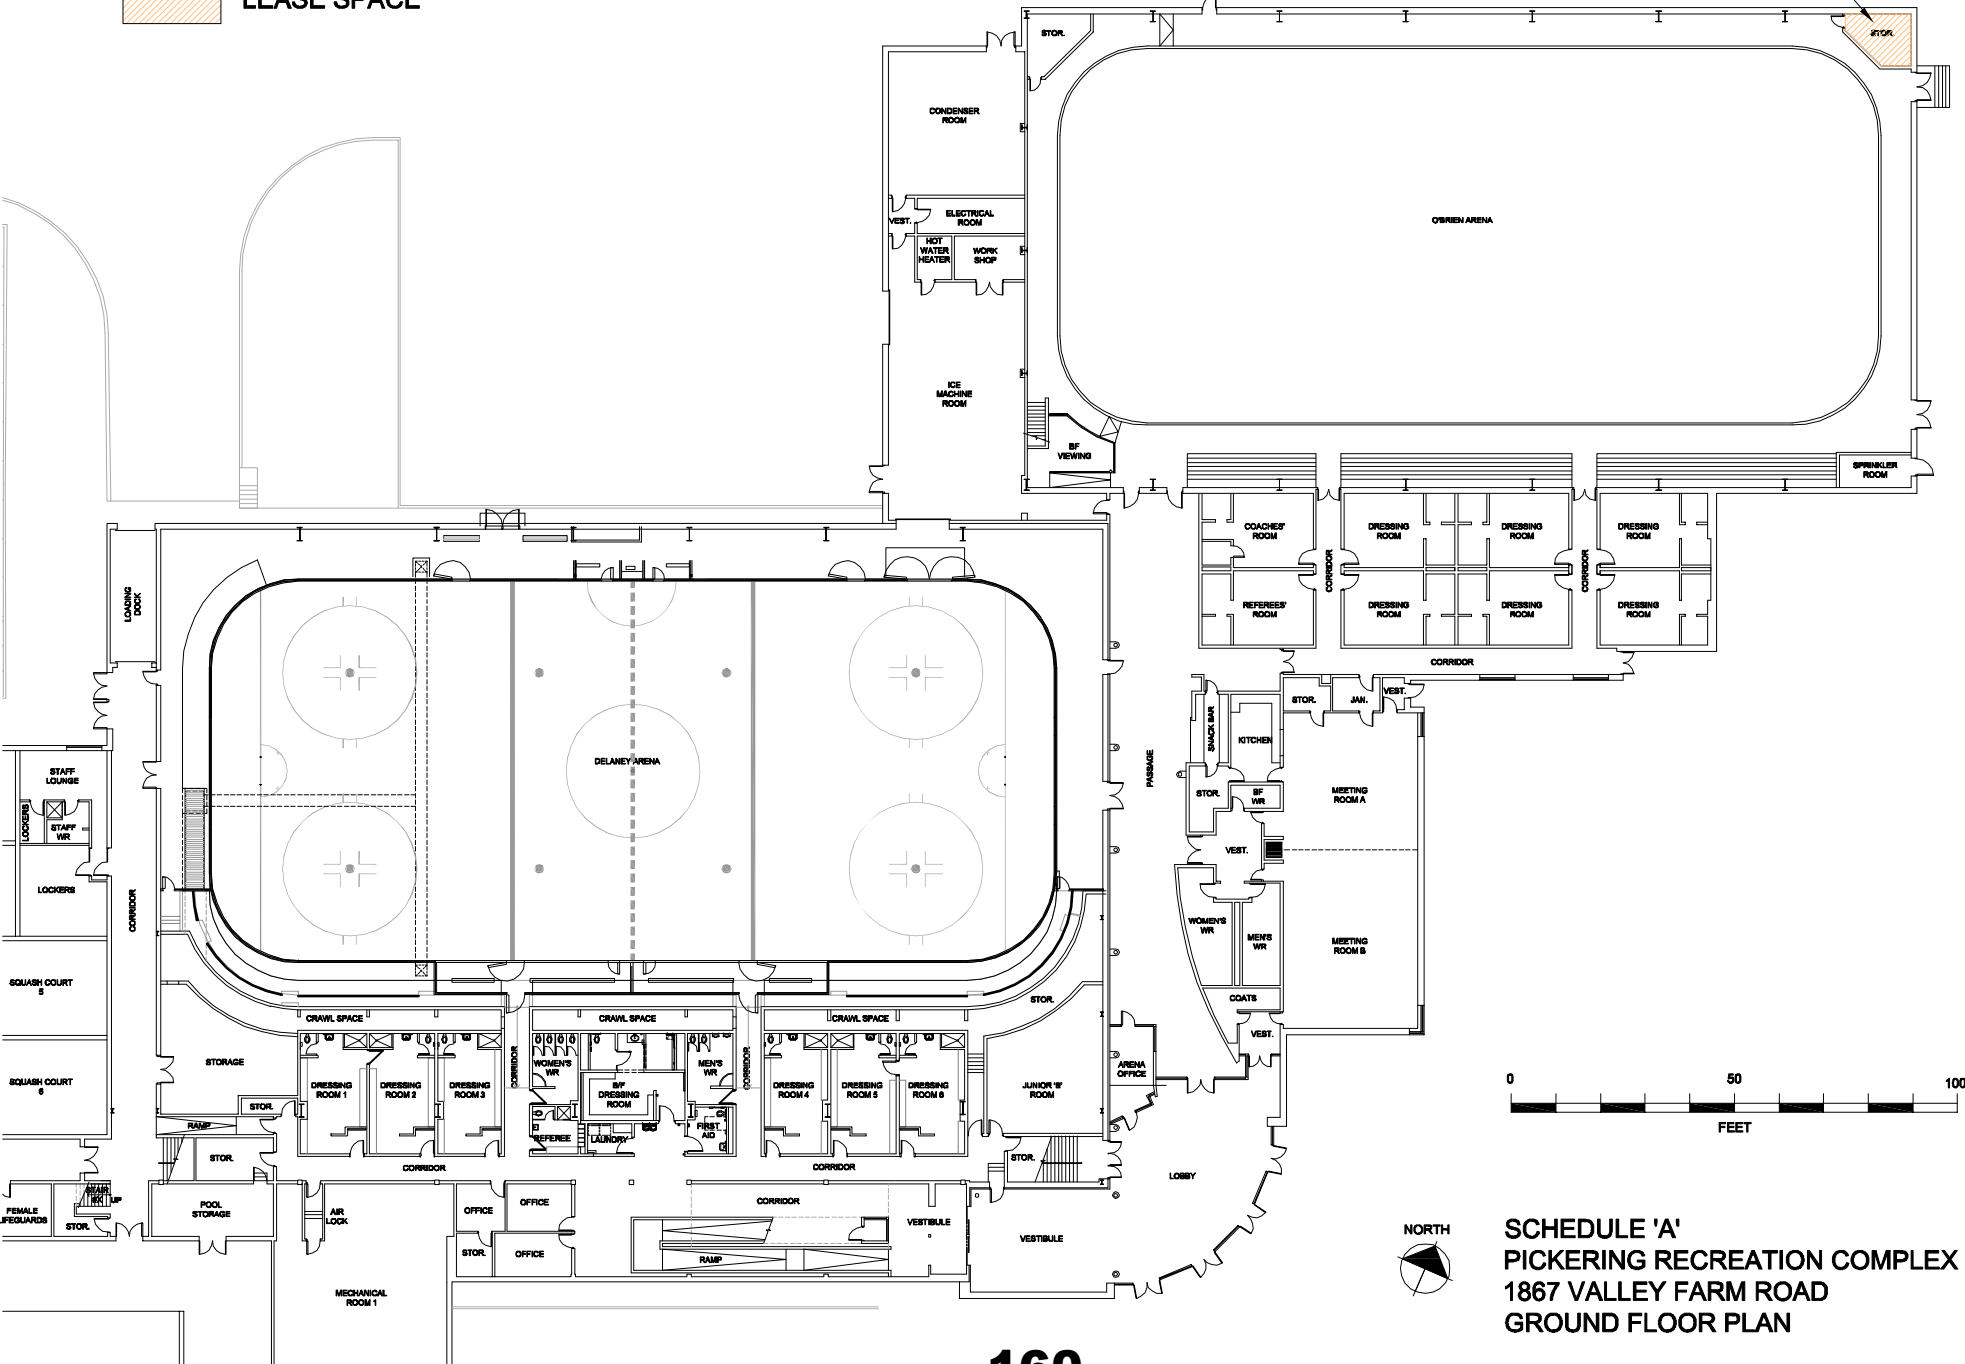 LEASE SPACE
STOR.
STOR.
CONDENSER
ROOM
VEST.
ELECTRICAL
ROOM
HOT
WATER
HEATER
WORK
SHOP
O'BRIEN ARENA
ICE
MACHINE
ROOM
BF
VIEWING
SPRINKLER
ROOM
COACHES'
ROOM
DRESSING
ROOM
DRESSING
ROOM
DRESSING
ROOM
CORRIDOR
CORRIDOR
REFEREES'
ROOM
DRESSING
ROOM
DRESSING
ROOM
DRESSING
ROOM
CORRIDOR
LOADING
DOCK
STOR.
JAN.
VEST.
SNACK BAR
KITCHEN
PASSAGE
DELANEY ARENA
STAFF
LOUNGE
LOCKERS
STAFF
WR
STOR.
BF
WR
MEETING
ROOM A
VEST.
LOCKERS
CORRIDOR
WOMEN'S
WR
MEN'S
WR
MEETING
ROOM B
SQUASH COURT
5
COATS
STOR.
VEST.
CRAWL SPACE
CRAWL SPACE
CRAWL SPACE
STORAGE
SQUASH COURT
6
DRESSING
ROOM 1
DRESSING
ROOM 2
DRESSING
ROOM 3
CORRIDOR
WOMEN'S
WR
B/F
DRESSING
ROOM
MEN'S
WR
CORRIDOR
DRESSING
ROOM 4
DRESSING
ROOM 5
DRESSING
ROOM 6
JUNIOR 'B'
ROOM
ARENA
OFFICE
0 50 100
FEET
STOR.
RAMP
REFEREE
LAUNDRY
FIRST
AID
STOR.
CORRIDOR
CORRIDOR
STOR.
LOBBY
STAIR
UP
FEMALE
LIFEGUARDS
STOR.
POOL
STORAGE
AIR
LOCK
OFFICE
OFFICE
STOR.
OFFICE
CORRIDOR
RAMP
VESTIBULE
VESTIBULE
MECHANICAL
ROOM 1
NORTH
SCHEDULE 'A'
PICKERING RECREATION COMPLEX
1867 VALLEY FARM ROAD
GROUND FLOOR PLAN